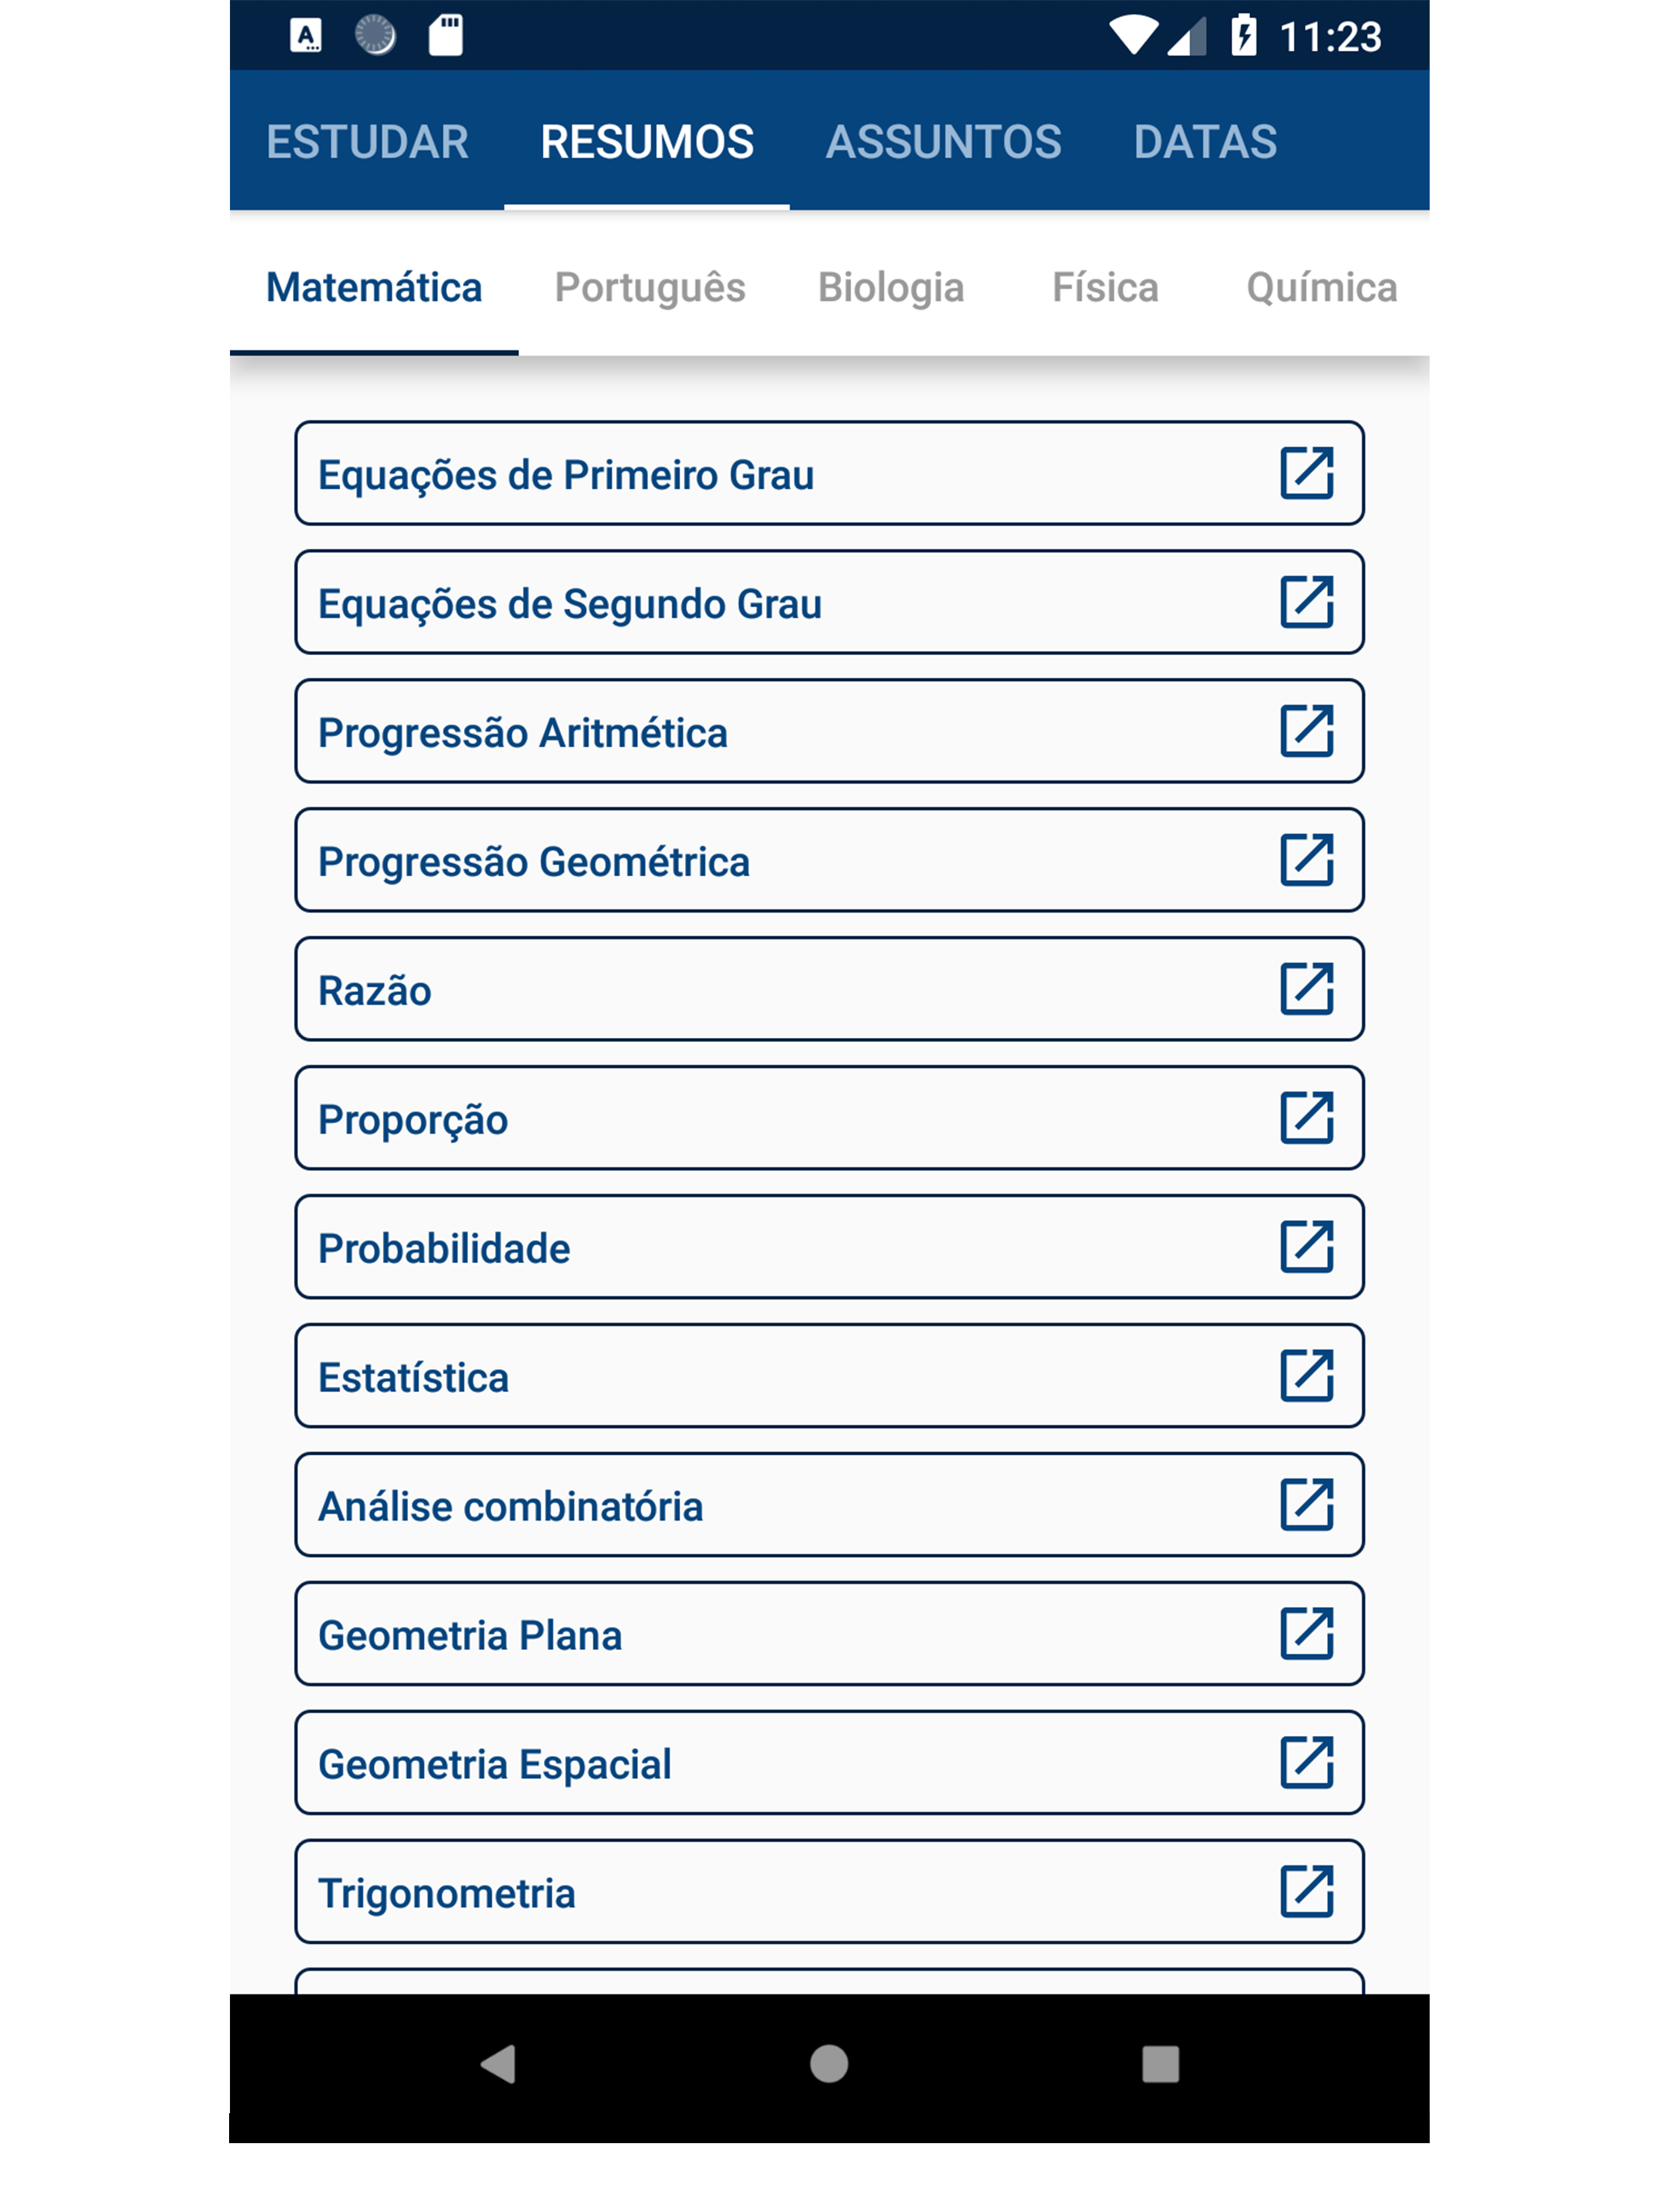 11:23
ESTUDAR RESUMOS ASSUNTOS DATAS
Matemática Português Biologia Física Química
Equações de Primeiro Grau
Equações de Segundo Grau
Progressão Aritmética
Progressão Geométrica
Razão
Proporção
Probabilidade
Estatística
Análise combinatória
Geometria Plana
Geometria Espacial
Trigonometria